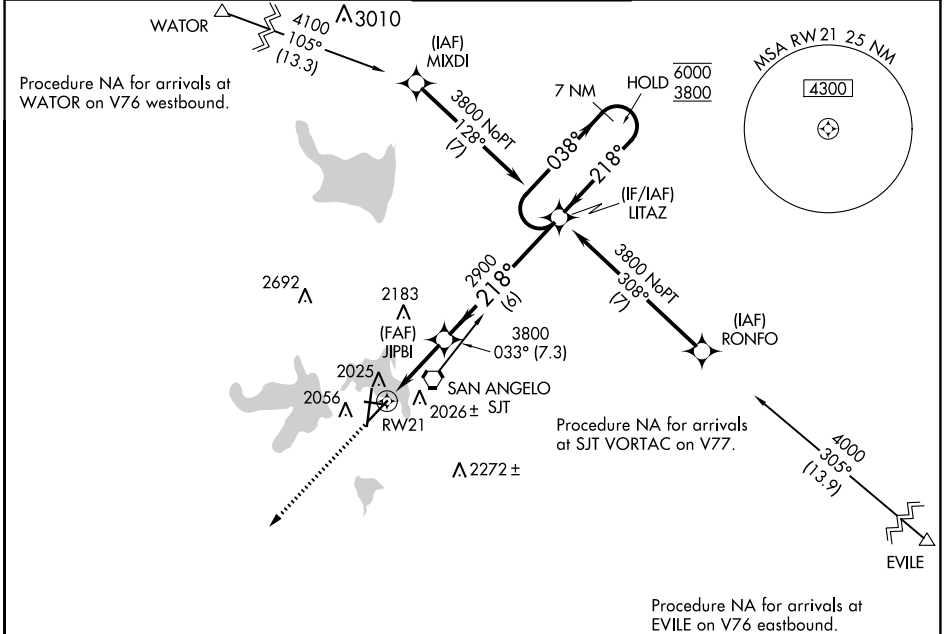 WATOR
4100
105°
(13.3)
3010
(IAF)
MIXDI
Procedure NA for arrivals at
WATOR on V76 westbound.
3800 NoPT
128°
(7)
7 NM
HOLD
6000
3800
038°
218°
MSA RW 21 25 NM
4300
(IF/IAF)
LITAZ
2900
218°
(6)
3800 NoPT
308°
(7)
(IAF)
RONFO
2692
2183
(FAF)
JIPBI
3800
033° (7.3)
2025
2056
RW21
SAN ANGELO
SJT
2026 ±
2272 ±
Procedure NA for arrivals
at SJT VORTAC on V77.
4000
305°
(13.9)
EVILE
Procedure NA for arrivals at
EVILE on V76 eastbound.